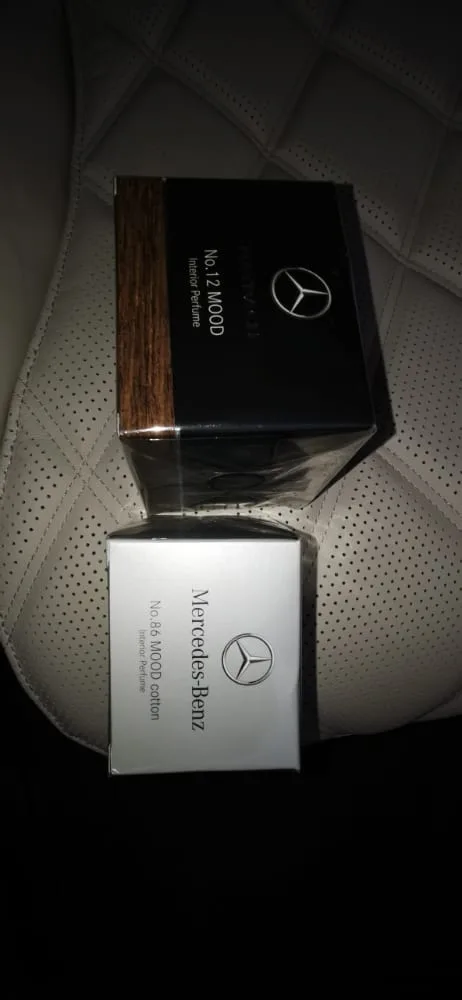 No.12 MOOD
Interior Perfume
Mercedes-Benz
No.86 MOOD cotton
Interior Perfume